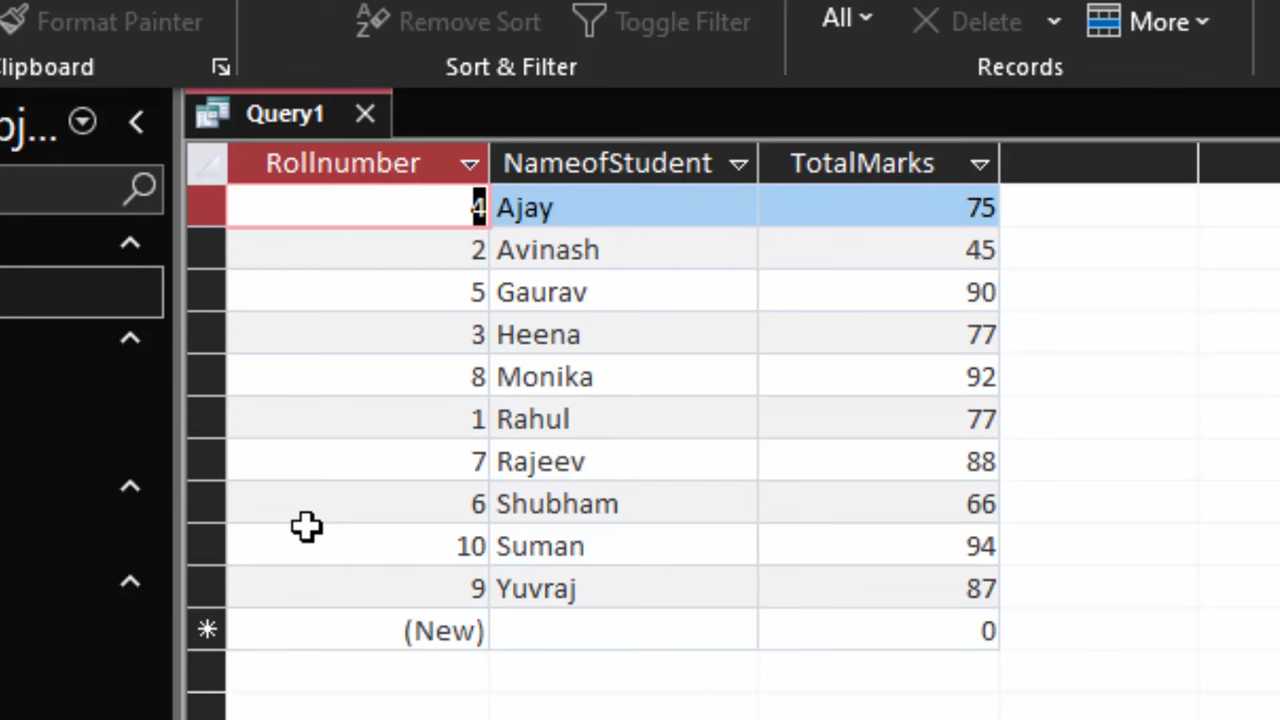 Format Painter Remove Sort Toggle Filter All Delete More
lipboard Sort & Filter Records
bj... Query1
Rollnumber NameofStudent TotalMarks
4 Ajay 75
2 Avinash 45
5 Gaurav 90
3 Heena 77
8 Monika 92
1 Rahul 77
7 Rajeev 88
6 Shubham 66
10 Suman 94
9 Yuvraj 87
(New) 0